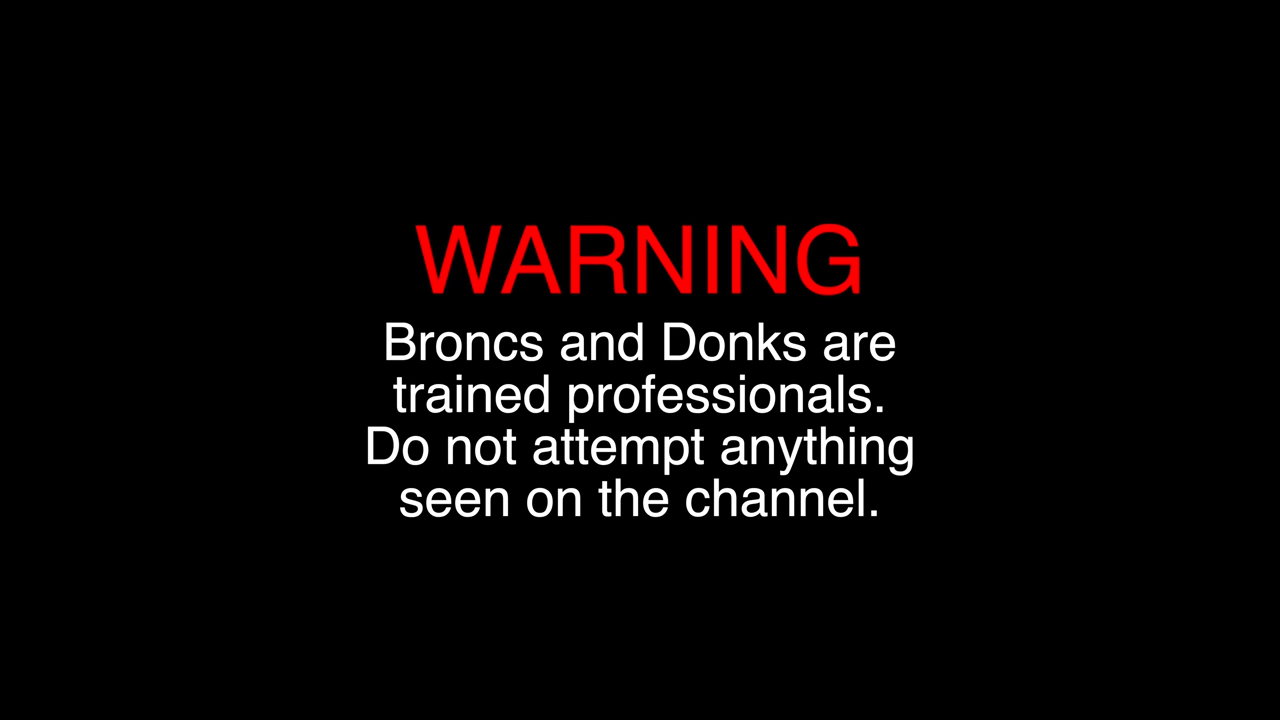 WARNING
Broncs and Donks are
trained professionals.
Do not attempt anything
seen on the channel.